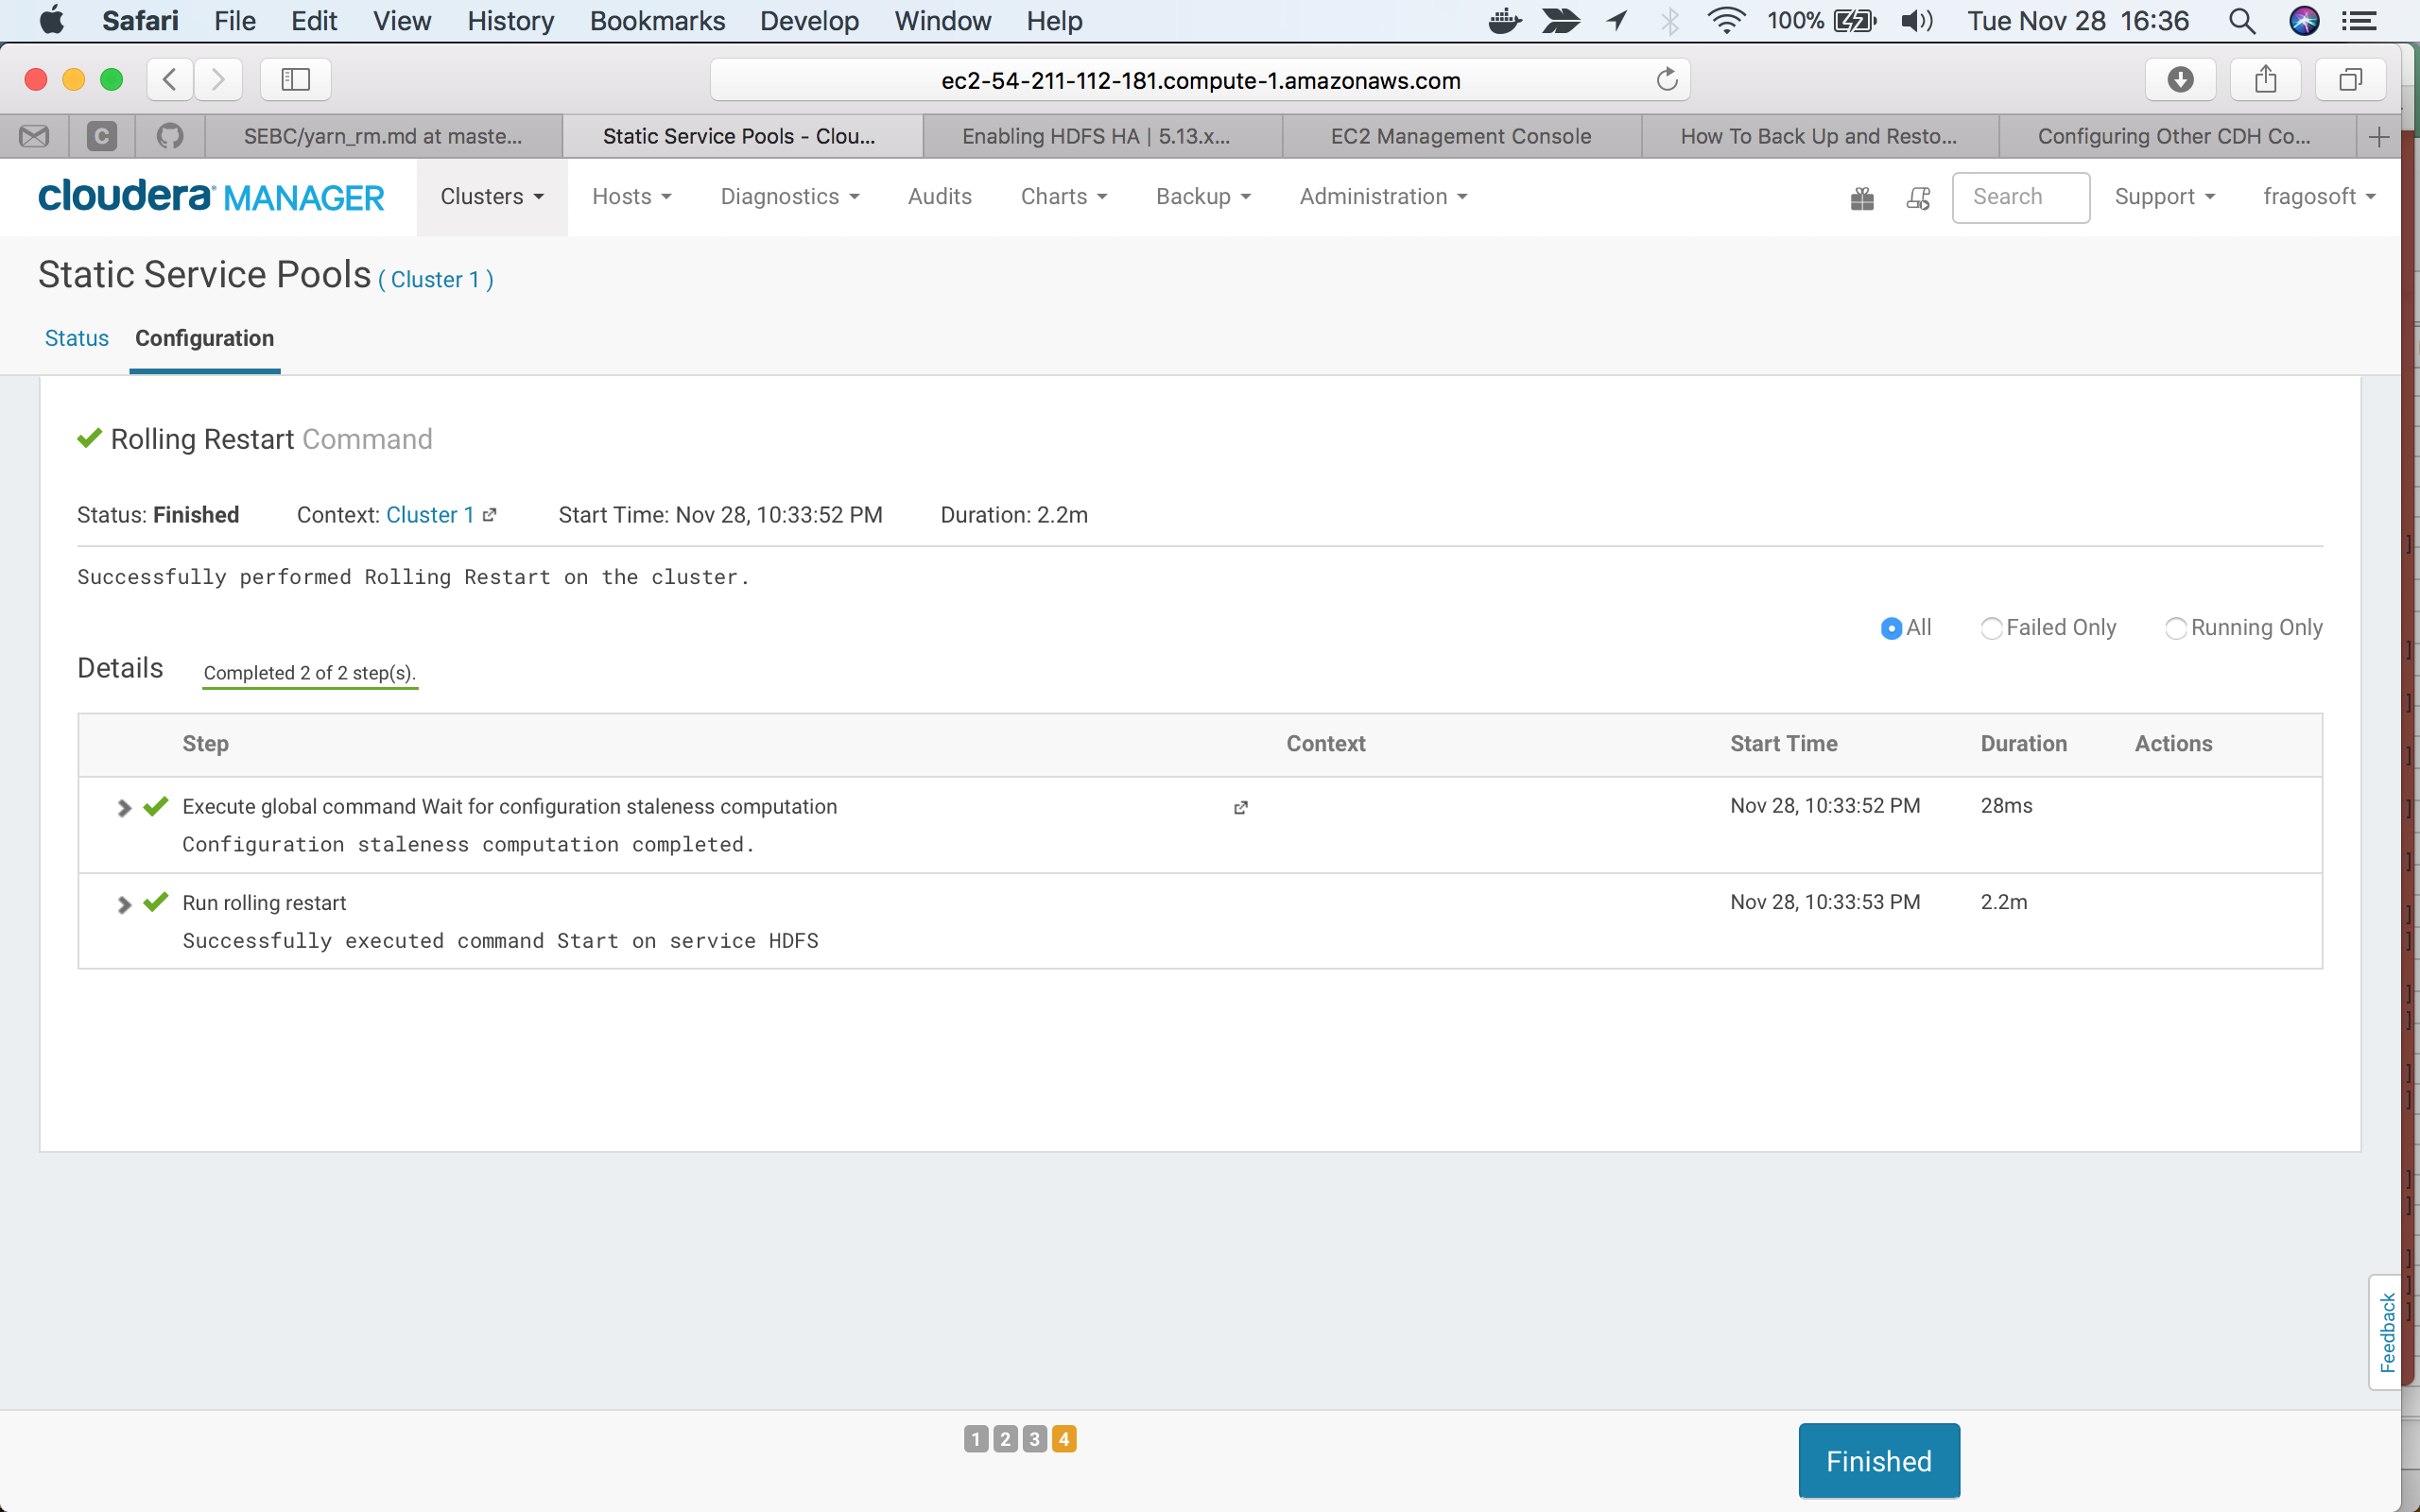 Safari File Edit View History Bookmarks Develop Window Help 100% Tue Nov 28 16:36
ec2-54-211-112-181.compute-1.amazonaws.com
C SEBC/yarn_rm.md at maste... Static Service Pools - Clou... Enabling HDFS HA | 5.13.x... EC2 Management Console How To Back Up and Resto... Configuring Other CDH Co...
cloudera MANAGER Clusters Hosts Diagnostics Audits Charts Backup Administration Search Support fragosoft
Static Service Pools ( Cluster 1 )
Status Configuration
Rolling Restart Command
Status: Finished Context: Cluster 1 Start Time: Nov 28, 10:33:52 PM Duration: 2.2m
Successfully performed Rolling Restart on the cluster.
All Failed Only Running Only
Details Completed 2 of 2 step(s).
Step Context Start Time Duration Actions
Execute global command Wait for configuration staleness computation Nov 28, 10:33:52 PM 28ms
Configuration staleness computation completed.
Run rolling restart Nov 28, 10:33:53 PM 2.2m
Successfully executed command Start on service HDFS
Feedback
1 2 3 4
Finished